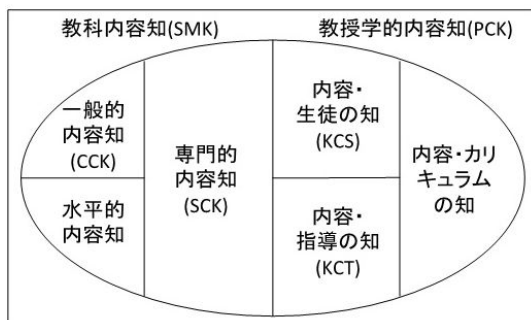 教科内容知(SMK)
教授学的内容知(PCK)
一般的
内容知
(CCK)
水平的
内容知
専門的
内容知
(SCK)
内容・
生徒の知
(KCS)
内容・
指導の知
(KCT)
内容・カリ
キュラム
の知